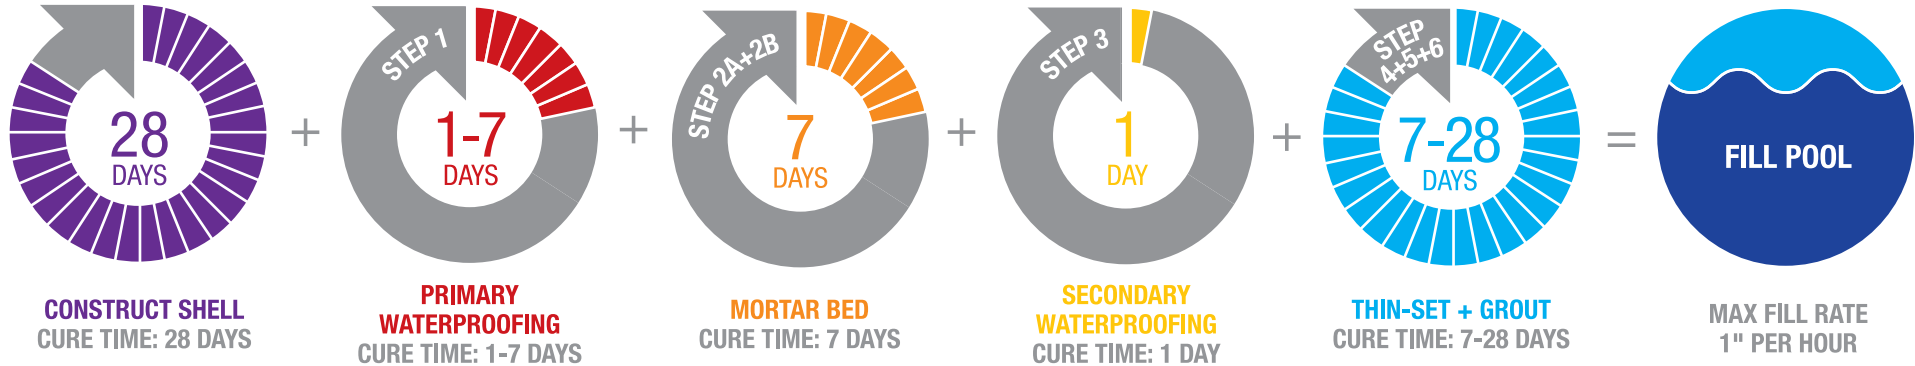 28
DAYS
CONSTRUCT SHELL
CURE TIME: 28 DAYS
+
STEP 1
1-7
DAYS
PRIMARY
WATERPROOFING
CURE TIME: 1-7 DAYS
+
STEP 2A+2B
7
DAYS
MORTAR BED
CURE TIME: 7 DAYS
+
STEP 3
1
DAY
SECONDARY
WATERPROOFING
CURE TIME: 1 DAY
+
STEP
4+5+6
7-28
DAYS
THIN-SET + GROUT
CURE TIME: 7-28 DAYS
=
FILL POOL
MAX FILL RATE
1" PER HOUR